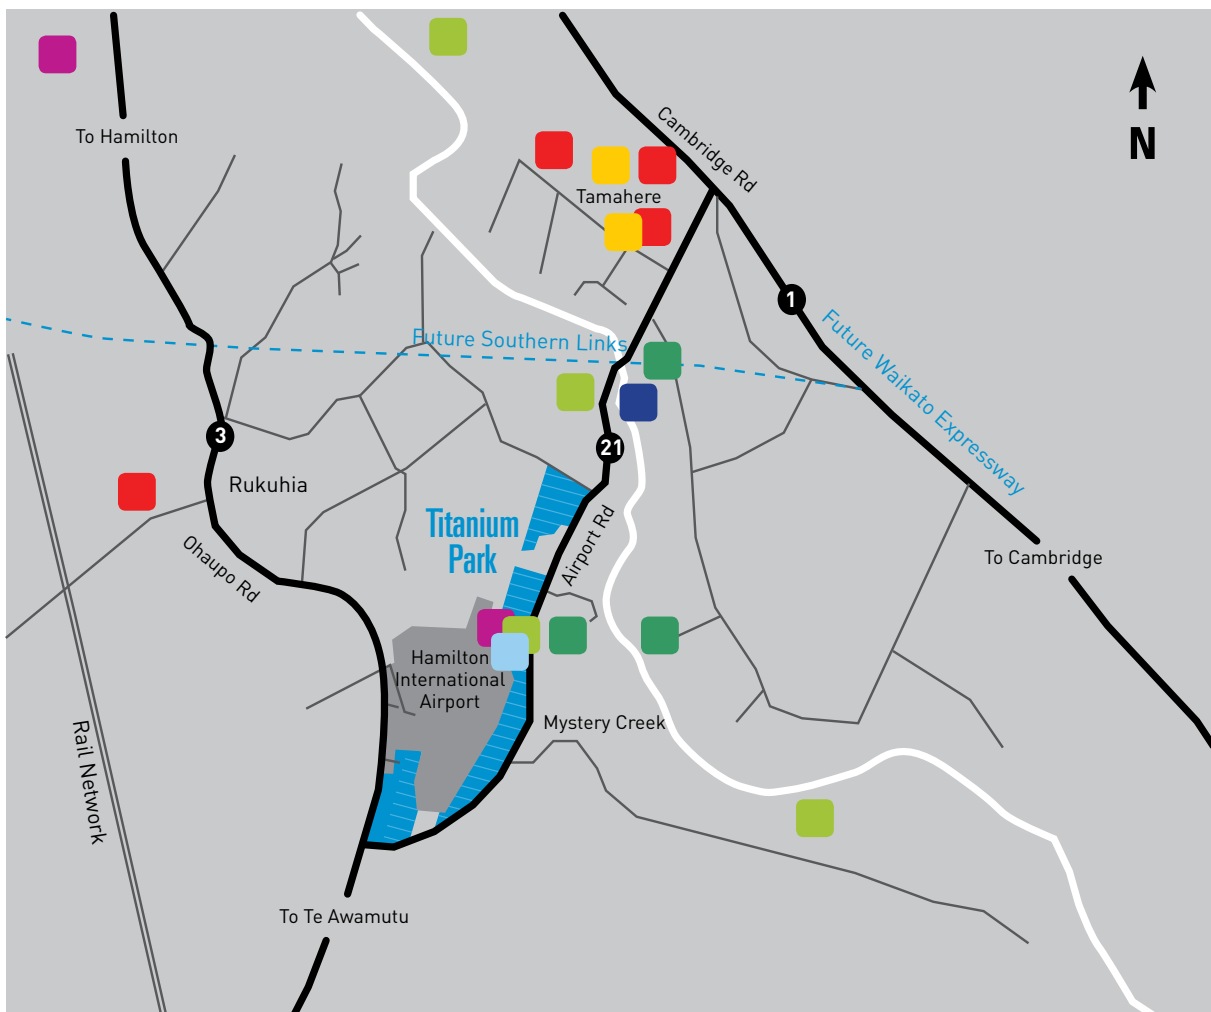 To Hamilton
Cambridge Rd
N
Tamahere
1
Future Southern Links
Future Waikato Expressway
3
21
Rukuhia
Titanium
Park
Airport Rd
Ohaupo Rd
To Cambridge
Hamilton
International
Airport
Mystery Creek
Rail Network
To Te Awamutu